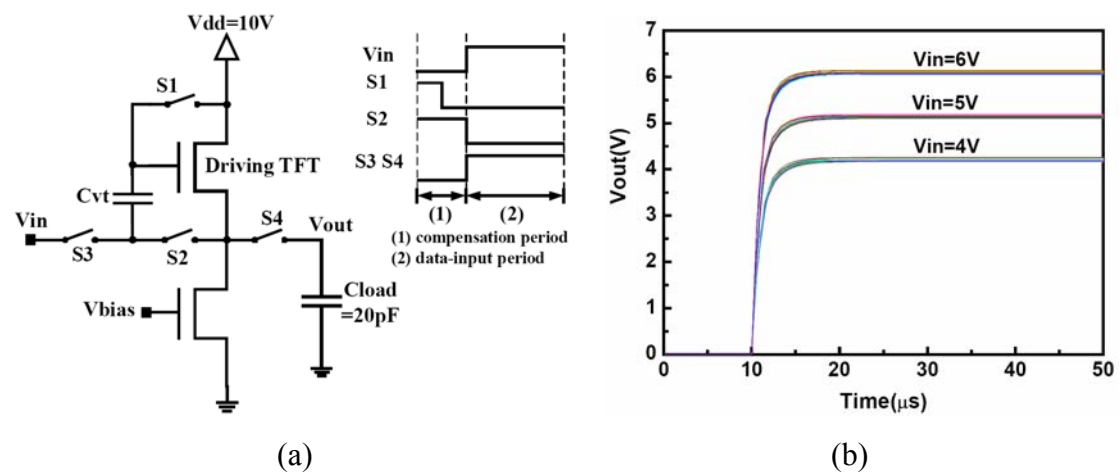 (a)
Vdd=10V
S1
Driving TFT
Cvt
Vin
S3
S2
S4
Vout
Vbias
Cload
=20pF
Vin
S1
S2
S3 S4
(1)
(2)
(1) compensation period
(2) data-input period
(b)
7
6
5
4
3
2
1
0
Vout(V)
Vin=6V
Vin=5V
Vin=4V
0
10
20
30
40
50
Time(μs)
(a)
(b)